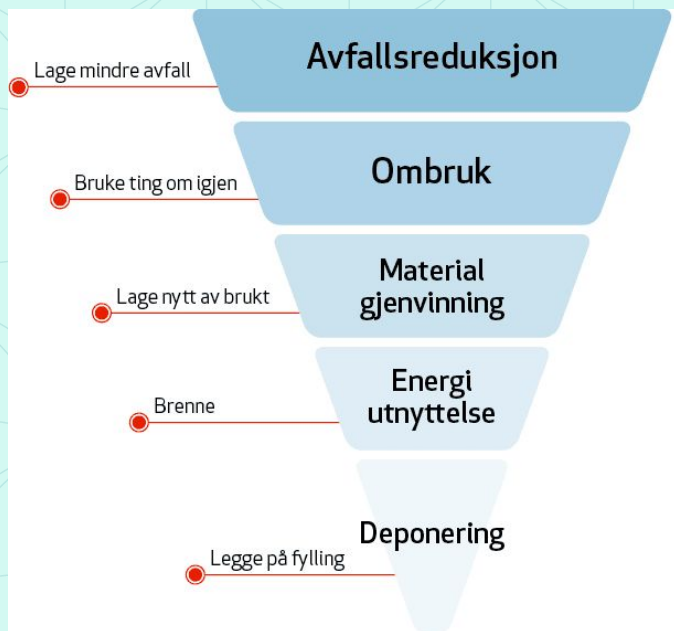 Avfallsreduksjon
Lage mindre avfall
Ombruk
Bruke ting om igjen
Material
gjenvinning
Lage nytt av brukt
Energi
utnyttelse
Brenne
Deponering
Legge på fylling